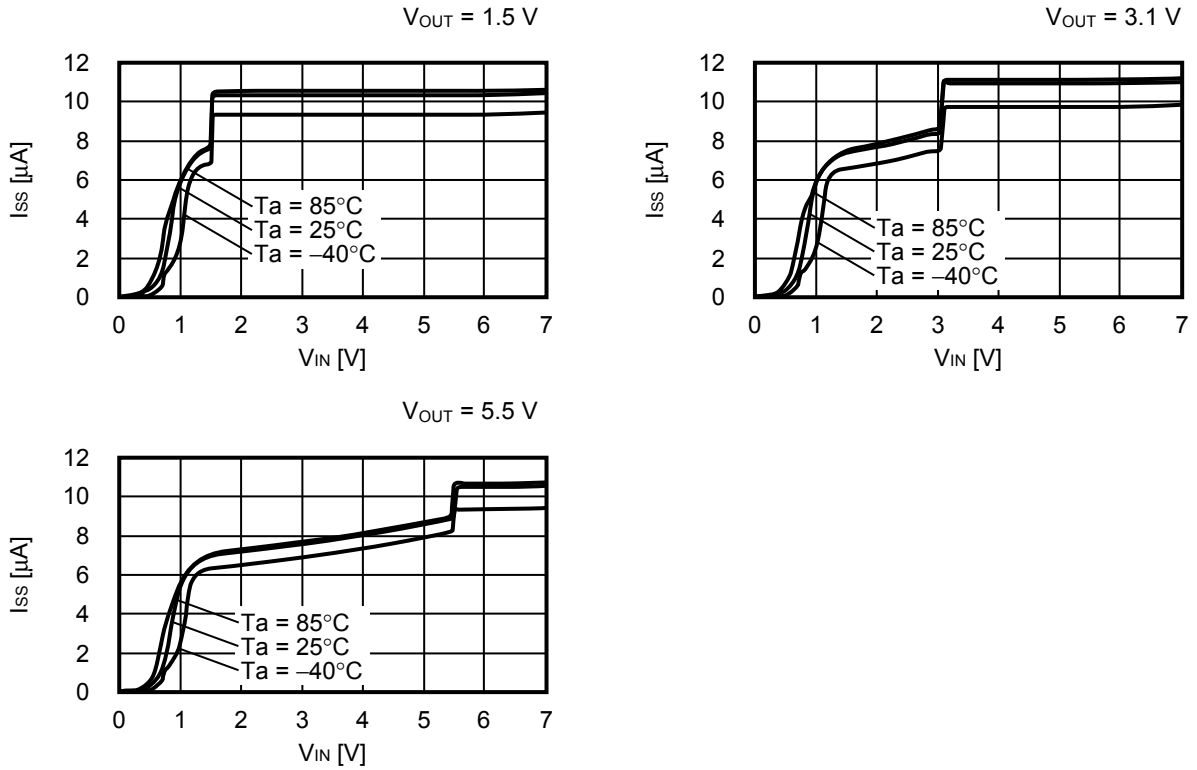 VOUT = 1.5 V
12
10
8
6
4
2
0
ISS [µA]
Ta = 85°C
Ta = 25°C
Ta = −40°C
0 1 2 3 4 5 6 7
VIN [V]
VOUT = 3.1 V
12
10
8
6
4
2
0
ISS [µA]
Ta = 85°C
Ta = 25°C
Ta = −40°C
0 1 2 3 4 5 6 7
VIN [V]
VOUT = 5.5 V
12
10
8
6
4
2
0
ISS [µA]
Ta = 85°C
Ta = 25°C
Ta = −40°C
0 1 2 3 4 5 6 7
VIN [V]